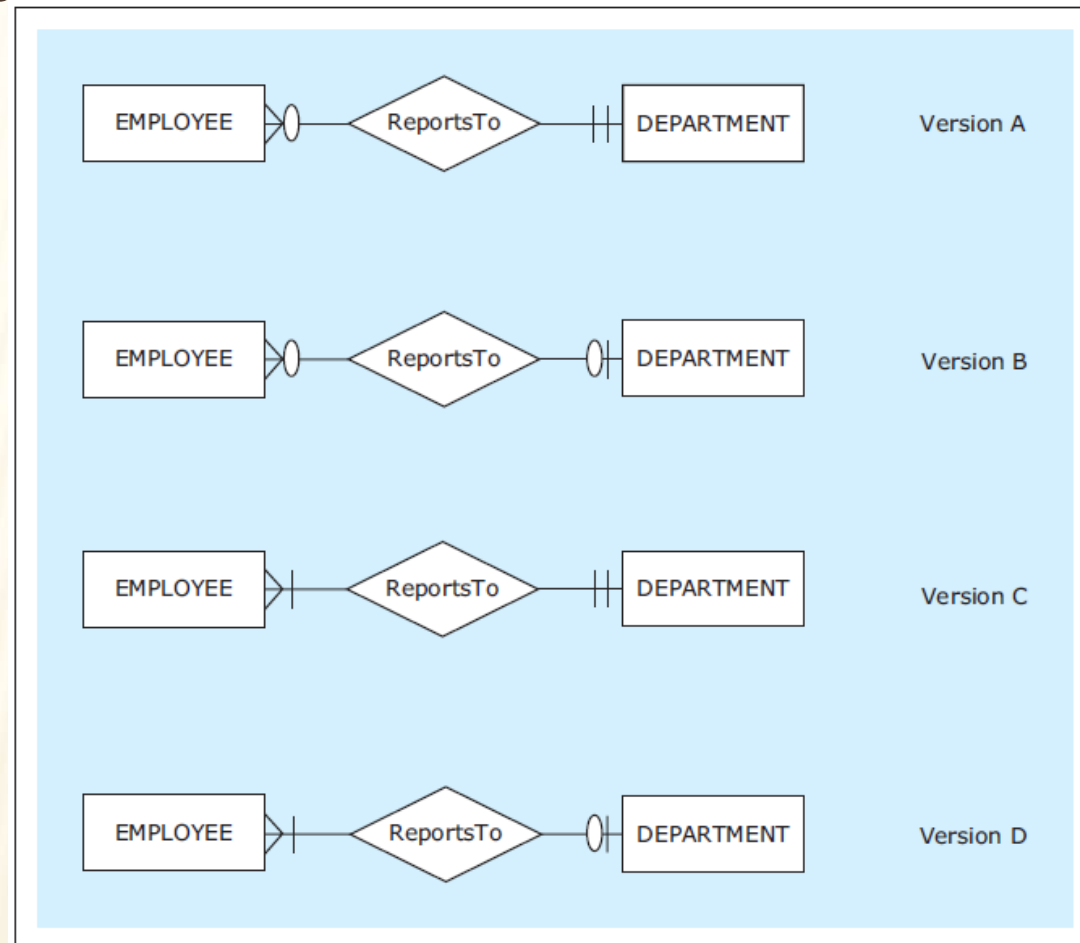 EMPLOYEE ReportsTo DEPARTMENT Version A
EMPLOYEE ReportsTo DEPARTMENT Version B
EMPLOYEE ReportsTo DEPARTMENT Version C
EMPLOYEE ReportsTo DEPARTMENT Version D